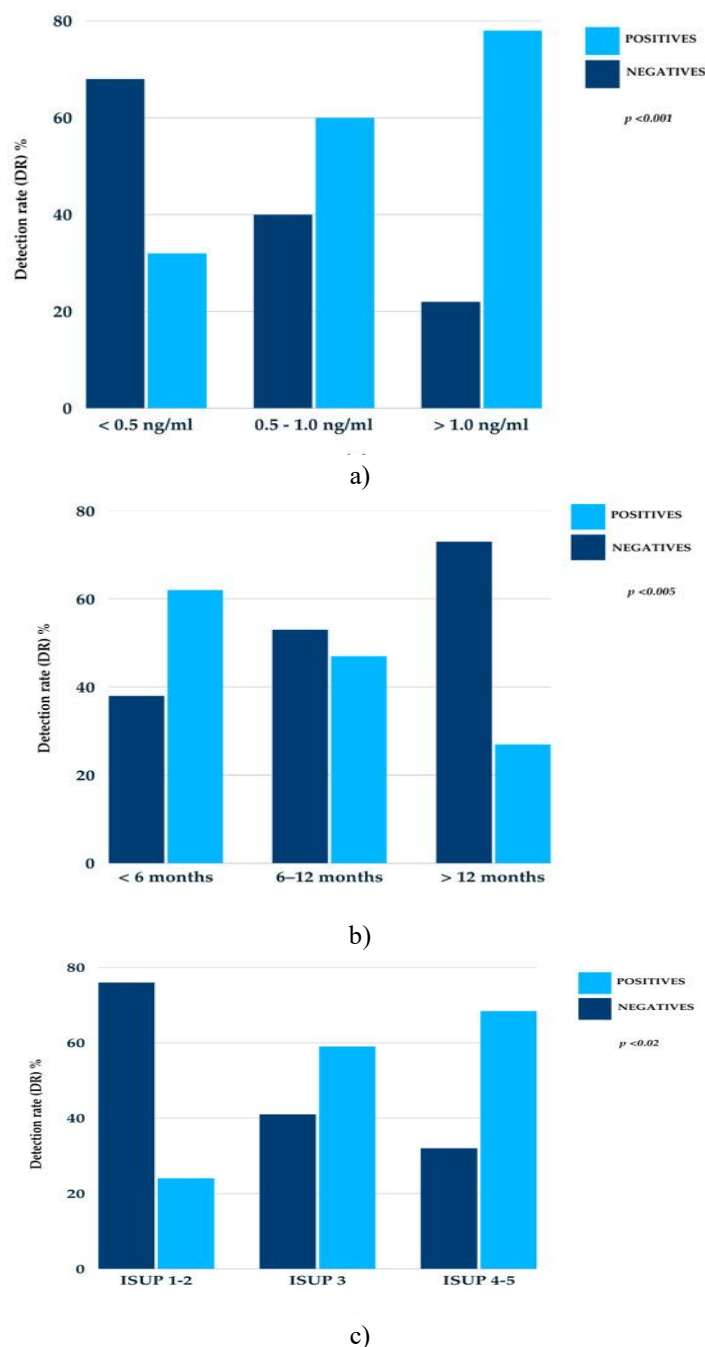 80
60
40
20
0
Detection rate (DR) %
POSITIVES
NEGATIVES
p <0.001
< 0.5 ng/ml
0.5 - 1.0 ng/ml
> 1.0 ng/ml
a)
80
60
40
20
0
Detection rate (DR) %
POSITIVES
NEGATIVES
p <0.005
< 6 months
6–12 months
> 12 months
b)
80
60
40
20
0
Detection rate (DR) %
POSITIVES
NEGATIVES
p <0.02
ISUP 1-2
ISUP 3
ISUP 4-5
c)